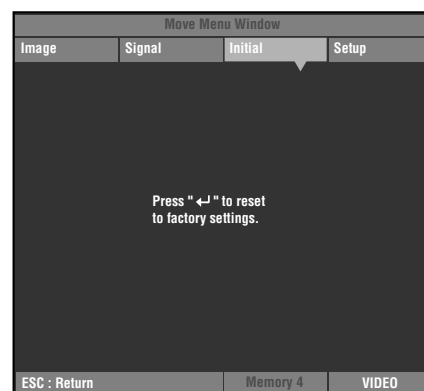 Move Menu Window
Image Signal Initial Setup
Press "↵" to reset
to factory settings.
ESC : Return Memory 4 VIDEO